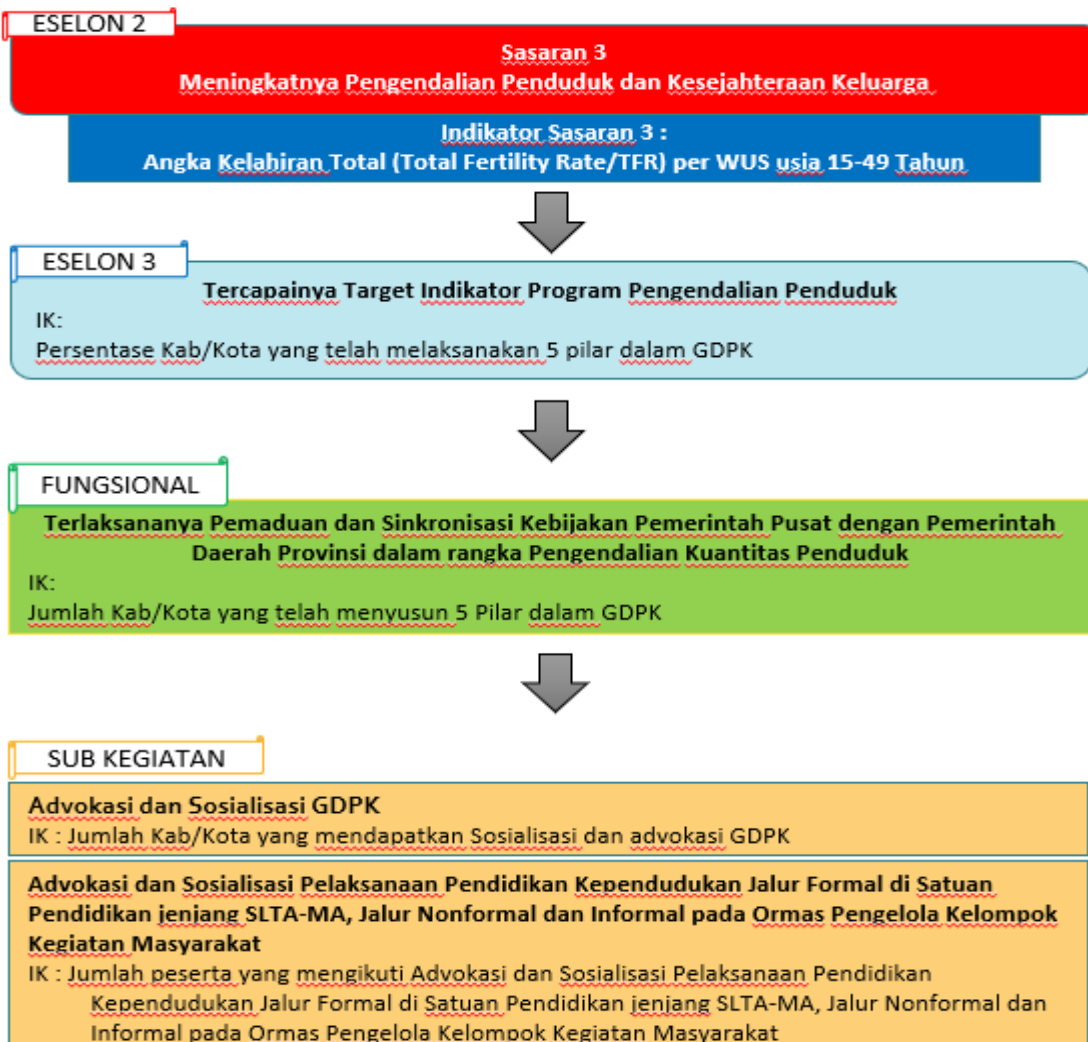 ESELON 2
Sasaran 3
Meningkatnya Pengendalian Penduduk dan Kesejahteraan Keluarga
Indikator Sasaran 3 :
Angka Kelahiran Total (Total Fertility Rate/TFR) per WUS usia 15-49 Tahun
ESELON 3
Tercapainya Target Indikator Program Pengendalian Penduduk
IK:
Persentase Kab/Kota yang telah melaksanakan 5 pilar dalam GDPK
FUNGSIONAL
Terlaksananya Pemaduan dan Sinkronisasi Kebijakan Pemerintah Pusat dengan Pemerintah
Daerah Provinsi dalam rangka Pengendalian Kuantitas Penduduk
IK:
Jumlah Kab/Kota yang telah menyusun 5 Pilar dalam GDPK
SUB KEGIATAN
Advokasi dan Sosialisasi GDPK
IK : Jumlah Kab/Kota yang mendapatkan Sosialisasi dan advokasi GDPK
Advokasi dan Sosialisasi Pelaksanaan Pendidikan Kependudukan Jalur Formal di Satuan
Pendidikan jenjang SLTA-MA, Jalur Nonformal dan Informal pada Ormas Pengelola Kelompok
Kegiatan Masyarakat
IK : Jumlah peserta yang mengikuti Advokasi dan Sosialisasi Pelaksanaan Pendidikan
Kependudukan Jalur Formal di Satuan Pendidikan jenjang SLTA-MA, Jalur Nonformal dan
Informal pada Ormas Pengelola Kelompok Kegiatan Masyarakat